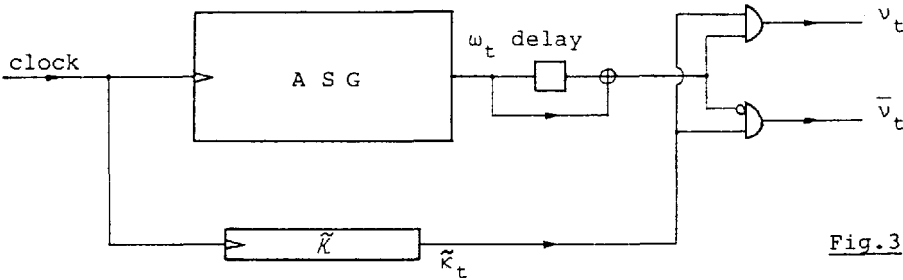 ν_t
ω_t delay
clock
A S G
ν̅_t
K̃
κ̃_t
Fig.3